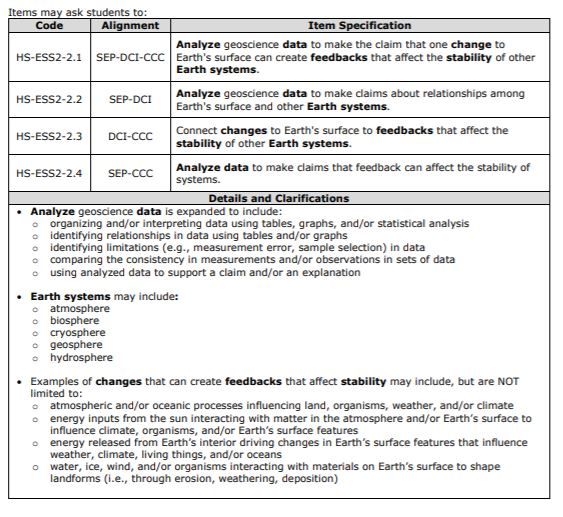 Items may ask students to:
Code Alignment Item Specification
HS-ESS2-2.1 SEP-DCI-CCC Analyze geoscience data to make the claim that one change to
Earth's surface can create feedbacks that affect the stability of other
Earth systems.
HS-ESS2-2.2 SEP-DCI Analyze geoscience data to make claims about relationships among
Earth's surface and other Earth systems.
HS-ESS2-2.3 DCI-CCC Connect changes to Earth's surface to feedbacks that affect the
stability of other Earth systems.
HS-ESS2-2.4 SEP-CCC Analyze data to make claims that feedback can affect the stability of
systems.
Details and Clarifications
• Analyze geoscience data is expanded to include:
o organizing and/or interpreting data using tables, graphs, and/or statistical analysis
o identifying relationships in data using tables and/or graphs
o identifying limitations (e.g., measurement error, sample selection) in data
o comparing the consistency in measurements and/or observations in sets of data
o using analyzed data to support a claim and/or an explanation
• Earth systems may include:
o atmosphere
o biosphere
o cryosphere
o geosphere
o hydrosphere
• Examples of changes that can create feedbacks that affect stability may include, but are NOT
limited to:
o atmospheric and/or oceanic processes influencing land, organisms, weather, and/or climate
o energy inputs from the sun interacting with matter in the atmosphere and/or Earth's surface to
influence climate, organisms, and/or Earth's surface features
o energy released from Earth's interior driving changes in Earth's surface features that influence
weather, climate, living things, and/or oceans
o water, ice, wind, and/or organisms interacting with materials on Earth's surface to shape
landforms (i.e., through erosion, weathering, deposition)